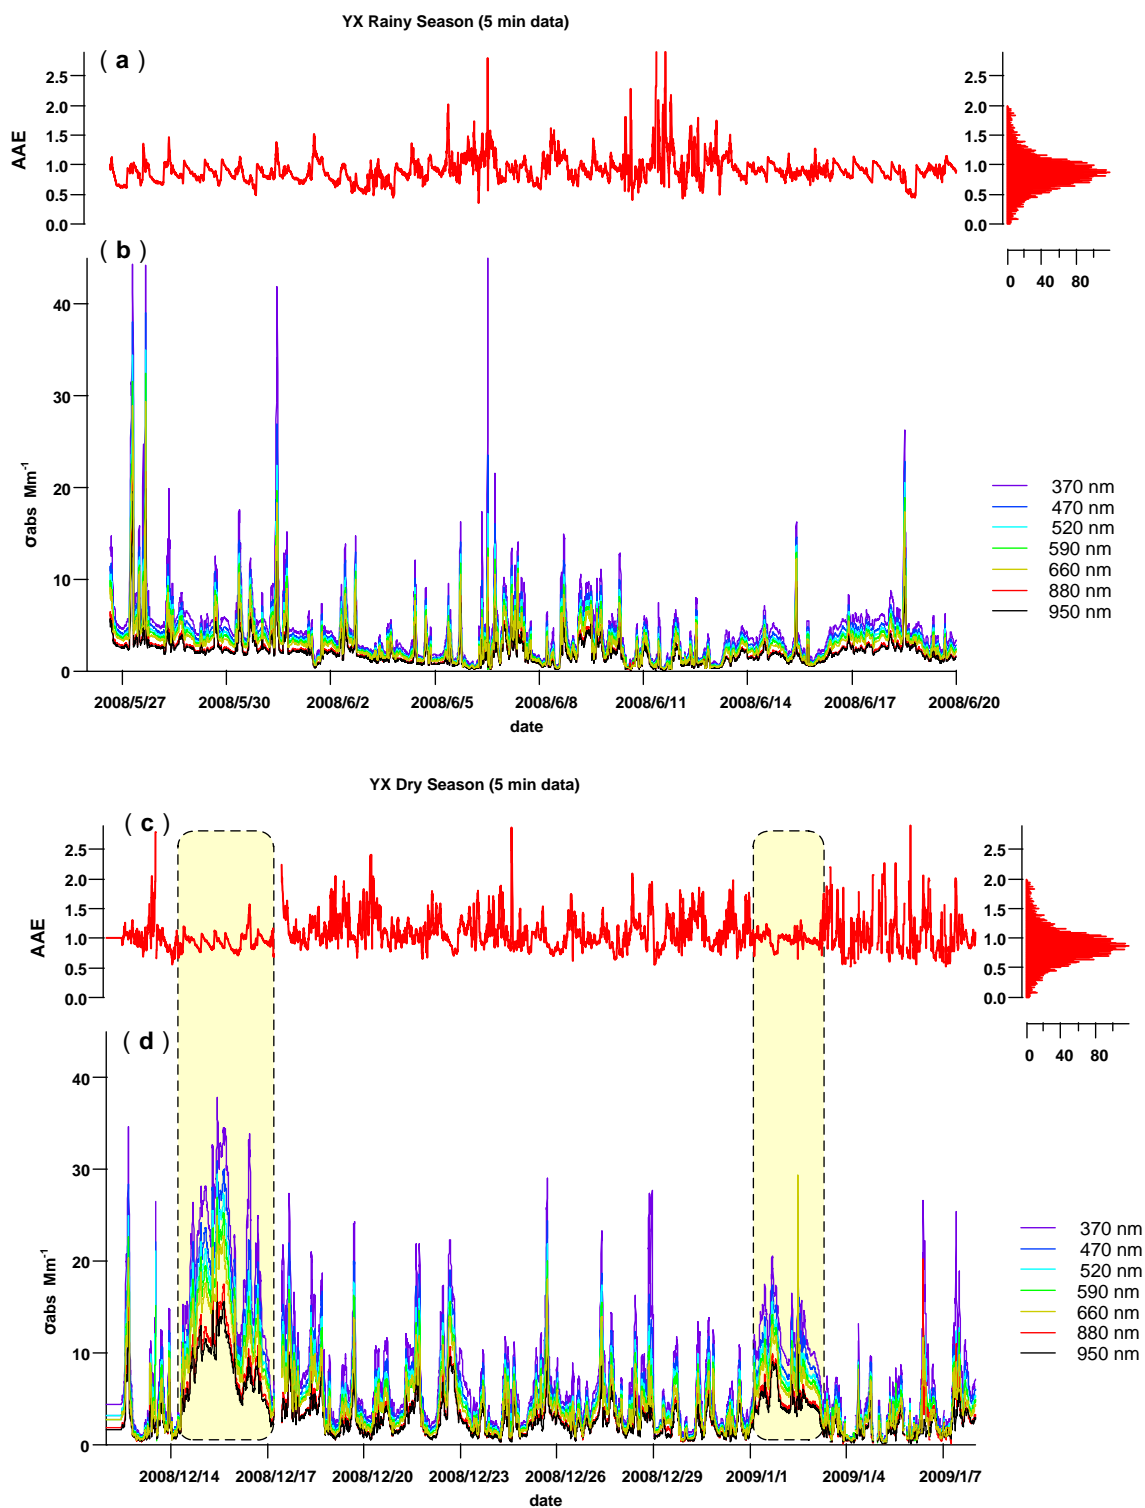 YX Rainy Season (5 min data)
( a )
AAE
2.5
2.0
1.5
1.0
0.5
0.0
2.5
2.0
1.5
1.0
0.5
0.0
0 40 80
( b )
σabs Mm-1
40
30
20
10
0
370 nm
470 nm
520 nm
590 nm
660 nm
880 nm
950 nm
2008/5/27 2008/5/30 2008/6/2 2008/6/5 2008/6/8 2008/6/11 2008/6/14 2008/6/17 2008/6/20
date
YX Dry Season (5 min data)
( c )
AAE
2.5
2.0
1.5
1.0
0.5
0.0
2.5
2.0
1.5
1.0
0.5
0.0
0 40 80
( d )
σabs Mm-1
40
30
20
10
0
370 nm
470 nm
520 nm
590 nm
660 nm
880 nm
950 nm
2008/12/14 2008/12/17 2008/12/20 2008/12/23 2008/12/26 2008/12/29 2009/1/1 2009/1/4 2009/1/7
date